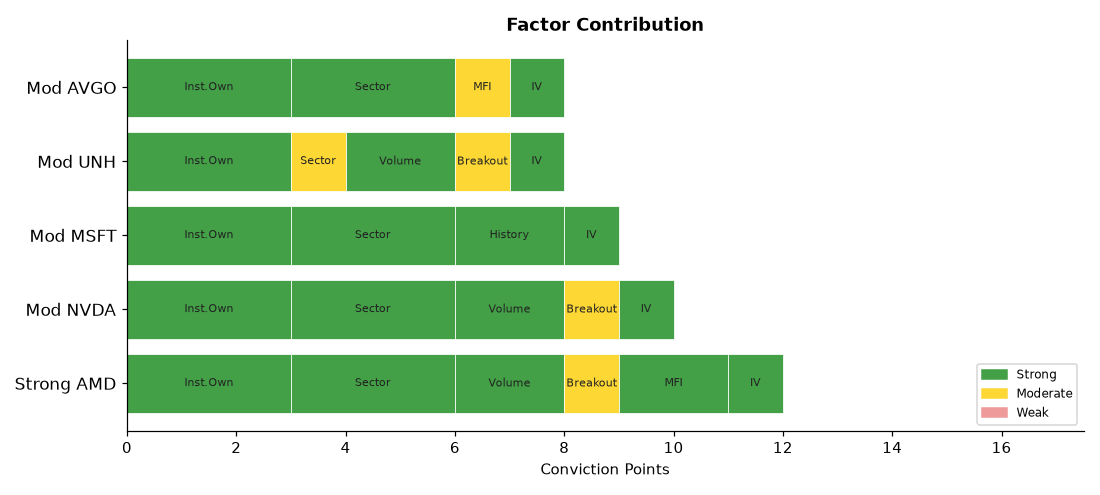 Factor Contribution
Mod AVGO Inst.Own Sector MFI IV
Mod UNH Inst.Own Sector Volume Breakout IV
Mod MSFT Inst.Own Sector History IV
Mod NVDA Inst.Own Sector Volume Breakout IV
Strong AMD Inst.Own Sector Volume Breakout MFI IV
Strong
Moderate
Weak
0 2 4 6 8 10 12 14 16
Conviction Points